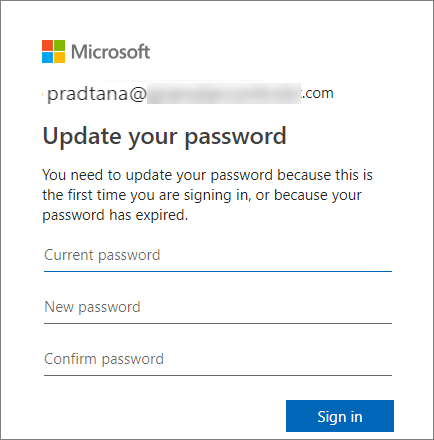 Microsoft
pradtana@ .com
Update your password
You need to update your password because this is
the first time you are signing in, or because your
password has expired.
Current password
New password
Confirm password
Sign in